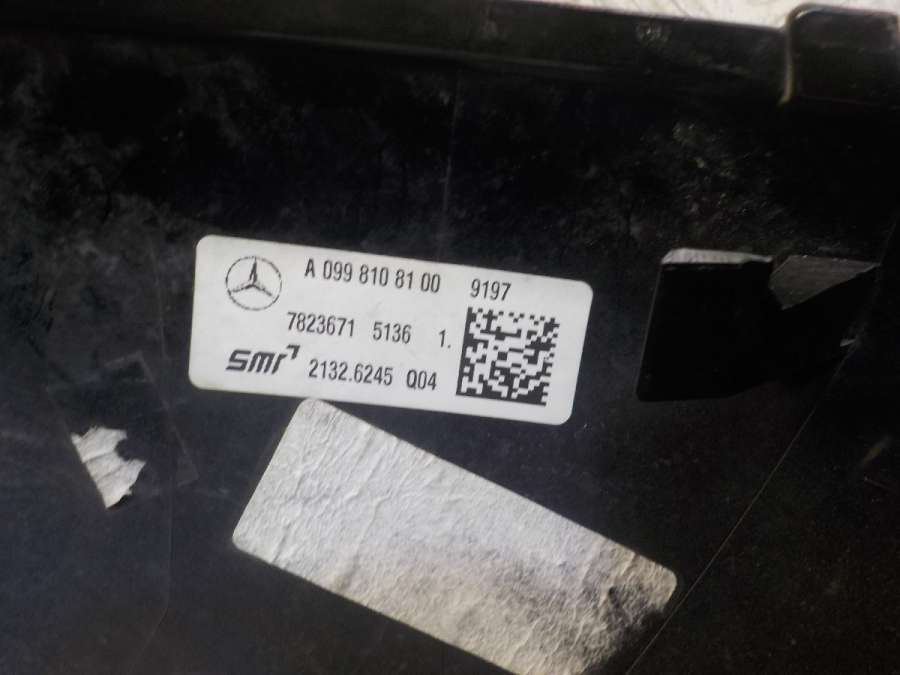 A 099 810 81 00 9197
7823671 5136 1.
smr 2132.6245 Q04